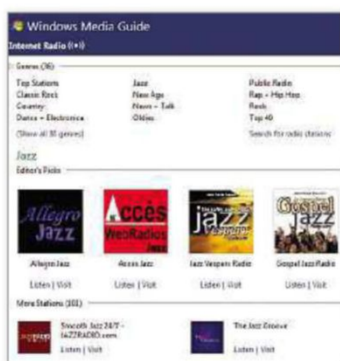 Windows Media Guide
Internet Radio ((•))
Genres (36)
Top Stations Jazz Public Radio
Classic Rock New Age Rap - Hip Hop
Country News - Talk Rock
Dance - Electronica Oldies Top 40
(Show all genres) Search for radio stations
Jazz
Editor's Picks
Allegro Jazz
Accès WebRadios Jazz
jazz Vespers
Gospel Jazz
Allegro Jazz Acces Jazz Jazz Vespers Radio Gospel Jazz Radio
Listen | Visit Listen | Visit Listen | Visit Listen | Visit
More Stations (101)
Smooth Jazz 24/7 - The Jazz Groove
JAZZRADIO.com
Listen | Visit Listen | Visit